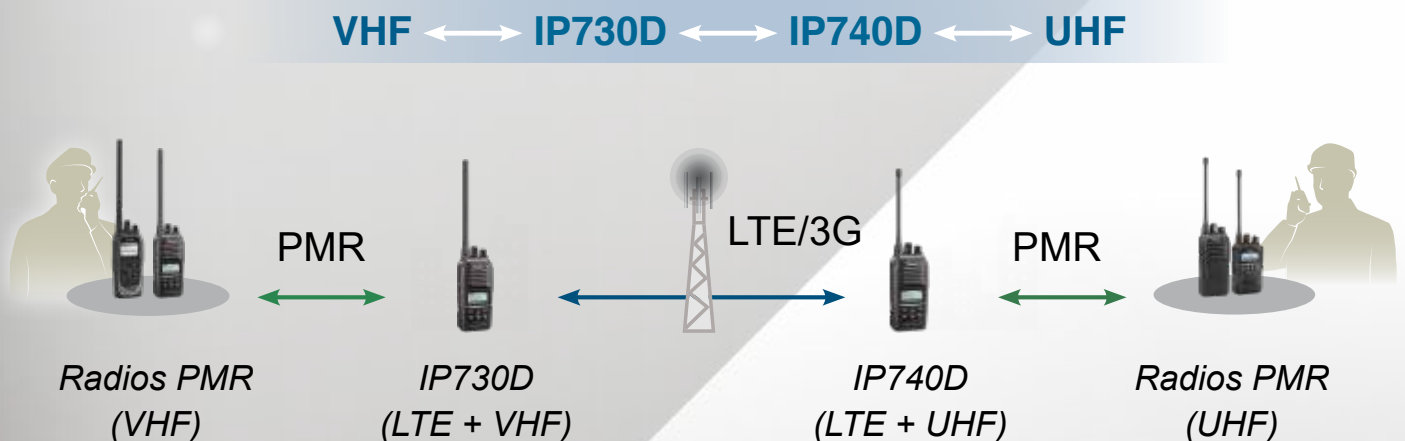 VHF IP730D IP740D UHF
PMR
LTE/3G
PMR
Radios PMR
(VHF)
IP730D
(LTE + VHF)
IP740D
(LTE + UHF)
Radios PMR
(UHF)